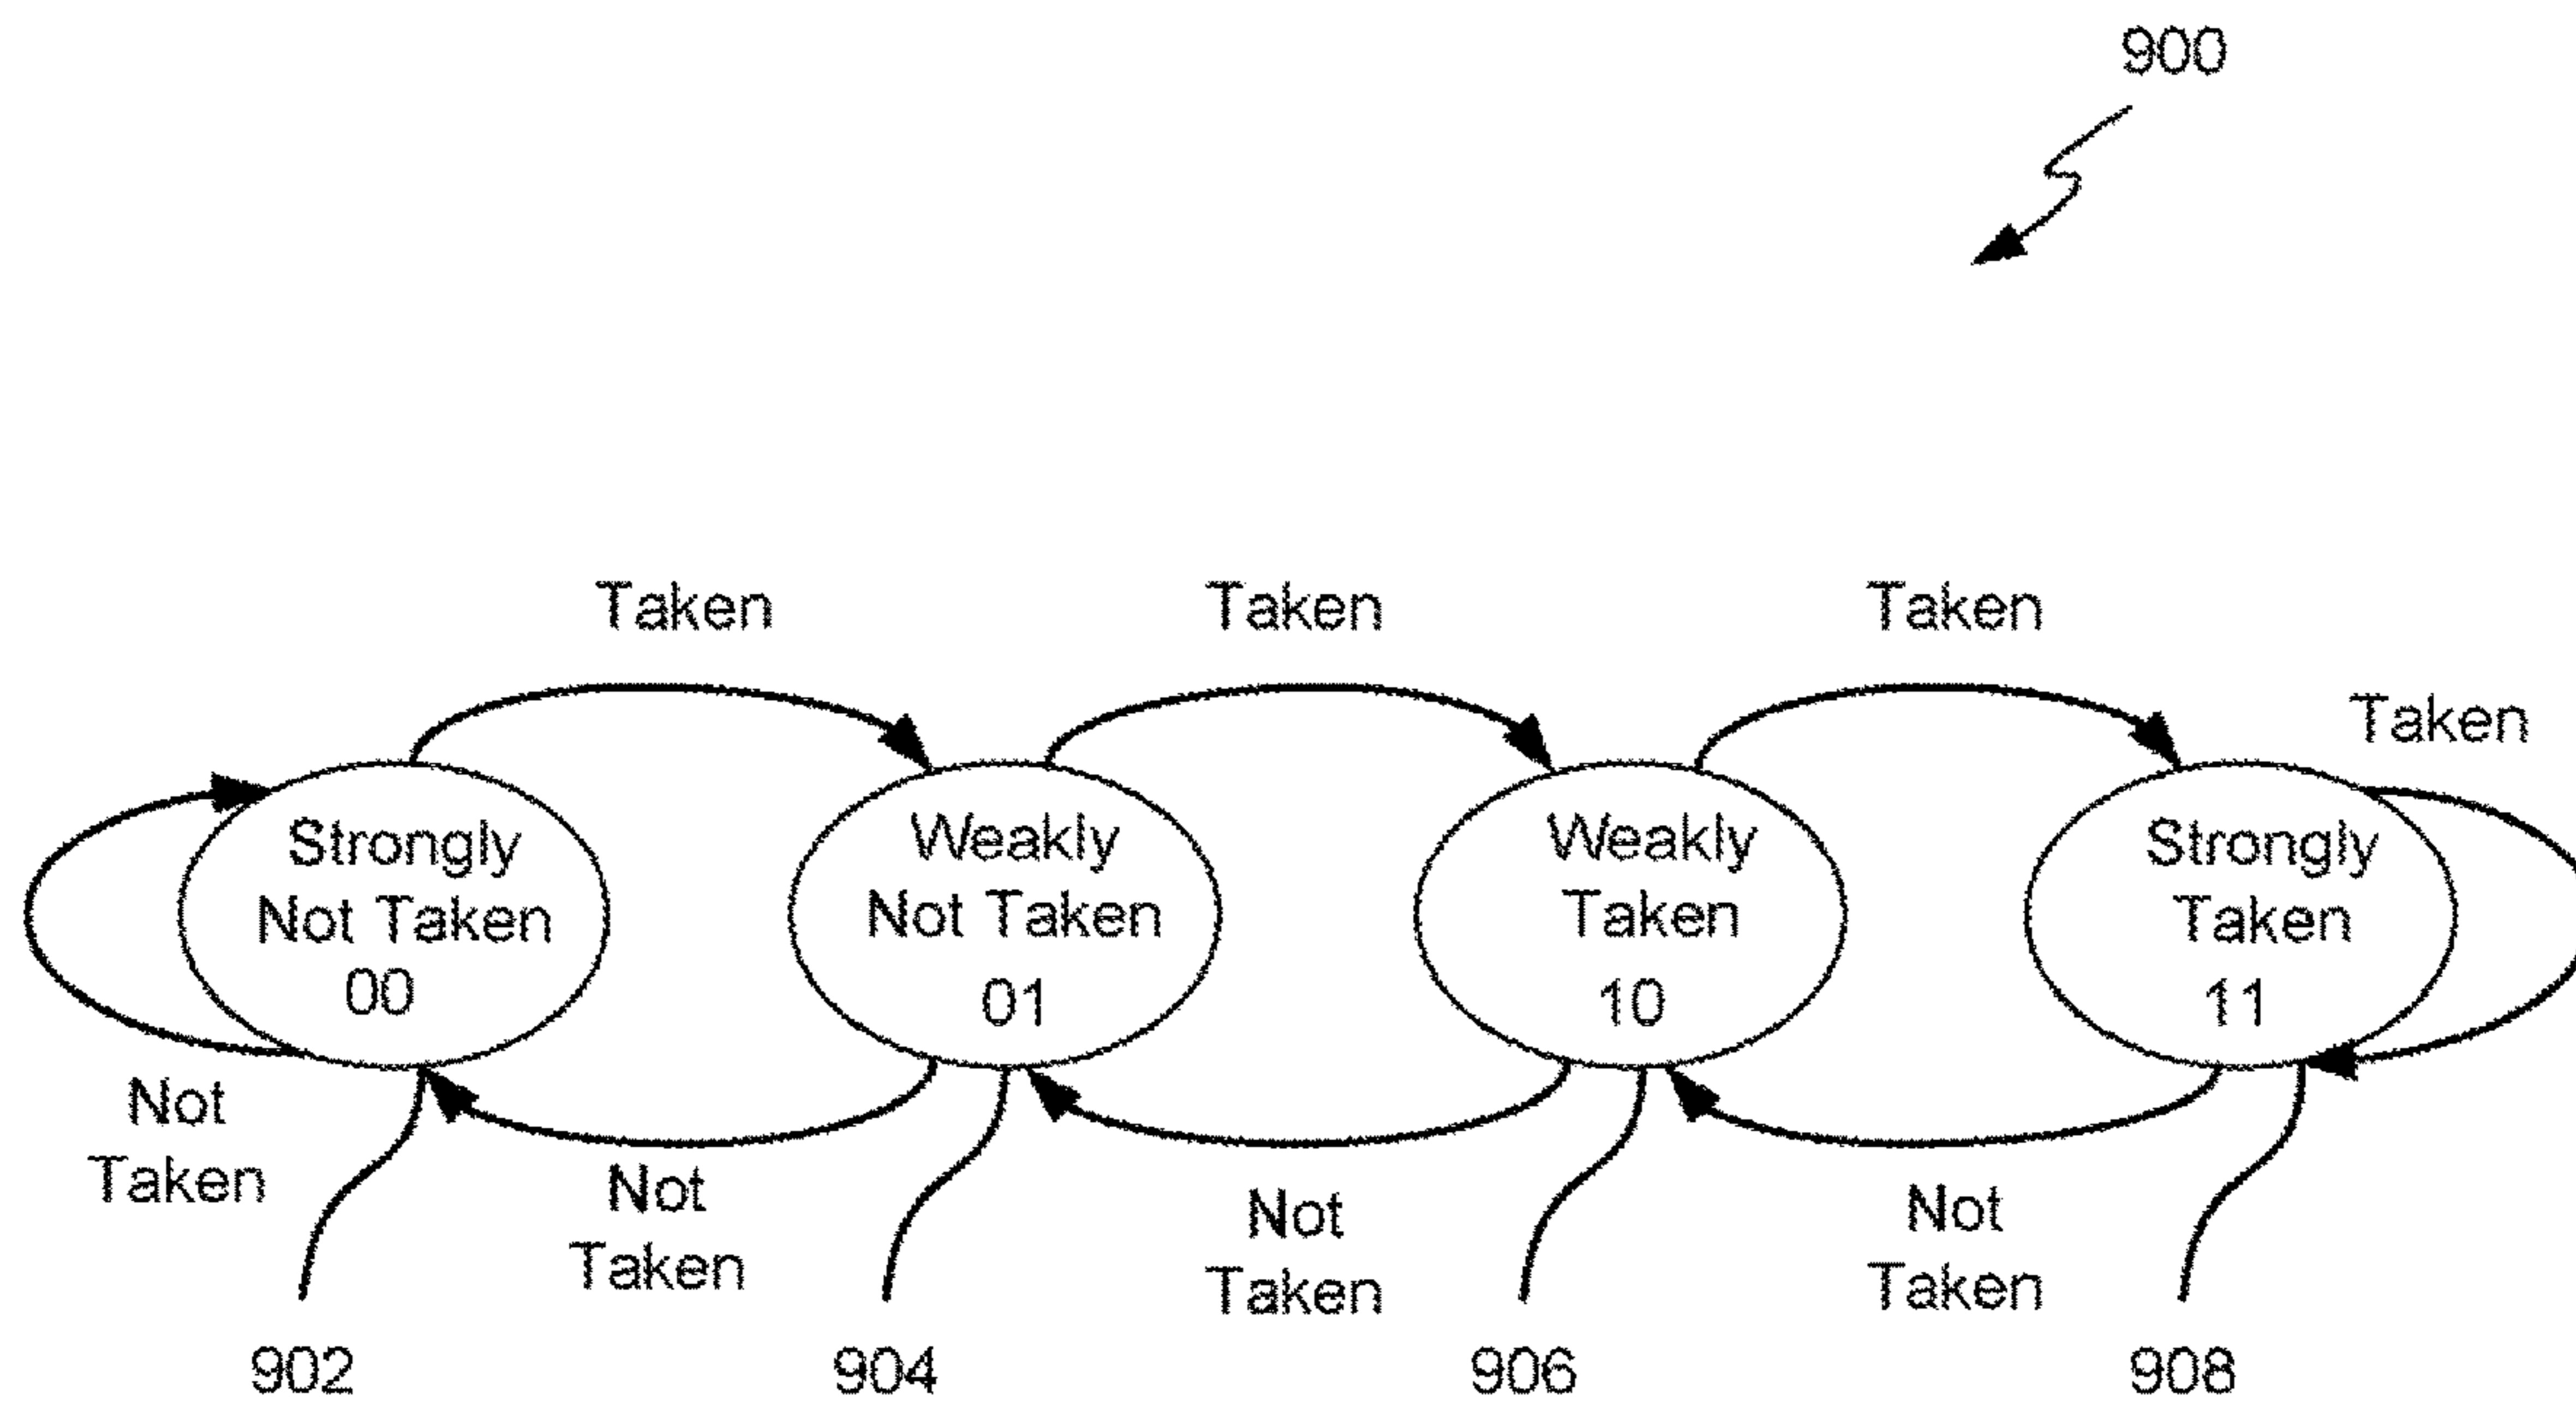 900
Taken
Taken
Taken
Taken
Strongly
Not Taken
00
Weakly
Not Taken
01
Weakly
Taken
10
Strongly
Taken
11
Not
Taken
Not
Taken
Not
Taken
Not
Taken
902
904
906
908